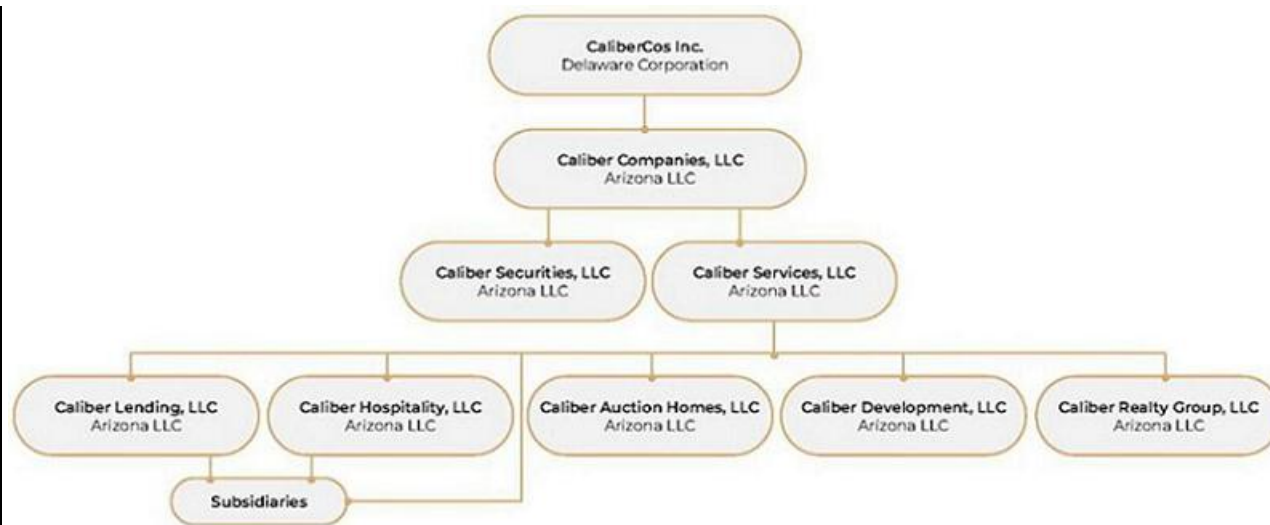 CaliberCos Inc.
Delaware Corporation
Caliber Companies, LLC
Arizona LLC
Caliber Securities, LLC
Arizona LLC
Caliber Services, LLC
Arizona LLC
Caliber Lending, LLC
Arizona LLC
Caliber Hospitality, LLC
Arizona LLC
Caliber Auction Homes, LLC
Arizona LLC
Caliber Development, LLC
Arizona LLC
Caliber Realty Group, LLC
Arizona LLC
Subsidiaries